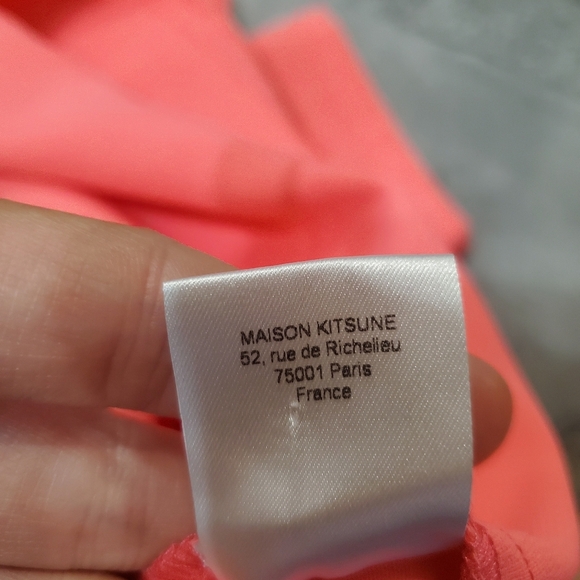 MAISON KITSUNE
52, rue de Richelieu
75001 Paris
France